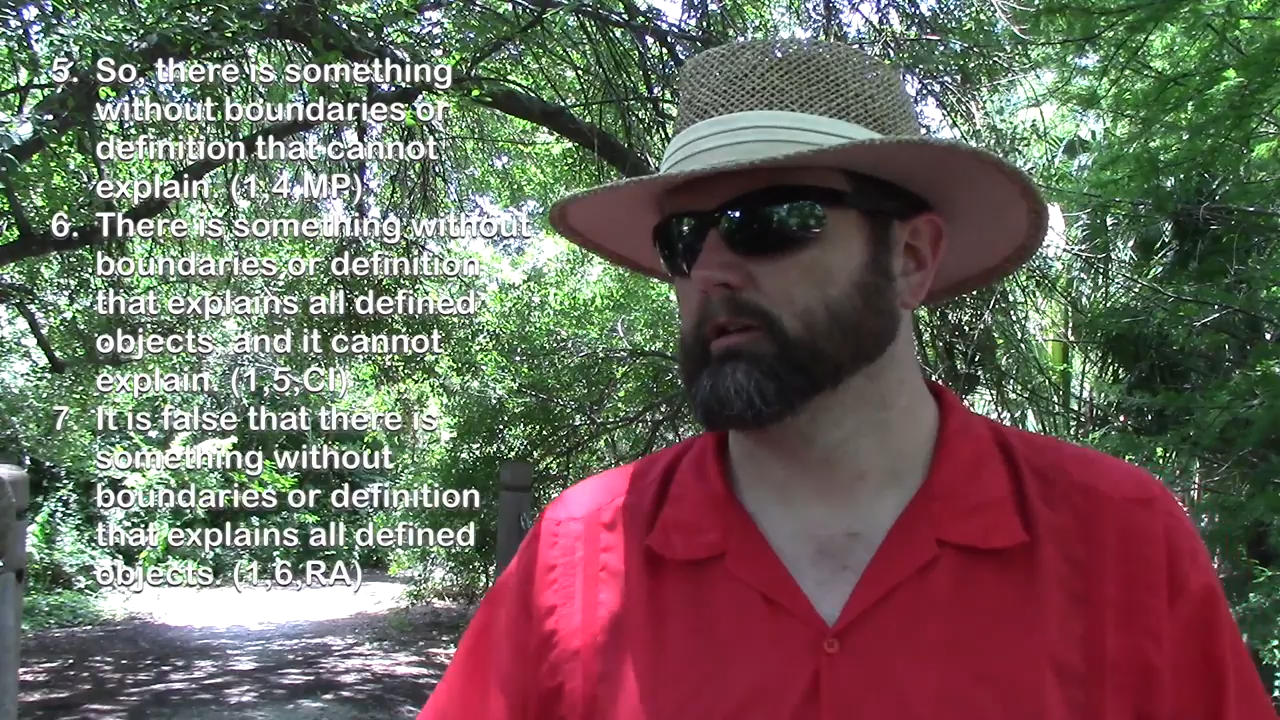 5. So, there is something
without boundaries or
definition that cannot
explain. (1,4,MP)
6. There is something without
boundaries or definition
that explains all defined
objects, and it cannot
explain. (1,5,CI)
7. It is false that there is
something without
boundaries or definition
that explains all defined
objects. (1,6,RA)